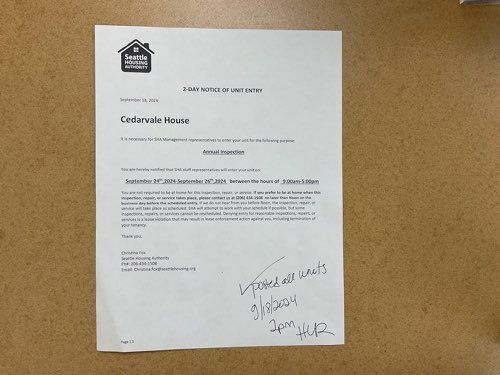 Seattle
HOUSING
AUTHORITY
2-DAY NOTICE OF UNIT ENTRY
September 18, 2024
Cedarvale House
It is necessary for SHA Management representatives to enter your unit for the following purpose:
Annual Inspection
You are hereby notified that SHA staff representatives will enter your unit on:
September 24th,2024-September 26th,2024 between the hours of 9:00am-5:00pm
You are not required to be at home for this inspection, repair, or service. If you prefer to be at home when this
inspection, repair, or service takes place, please contact us at (206) 434-1508 no later than Noon on the
business day before the scheduled entry. If we do not hear from you before Noon, the inspection, repair, or
service will take place as scheduled. SHA will attempt to work with your schedule if possible, but some
inspections, repairs, or services cannot be rescheduled. Denying entry for reasonable inspections, repairs, or
services is a lease violation that may result in lease enforcement action against you, including termination of
your tenancy.
Thank you,
Christina Fox
Seattle Housing Authority
Ph#: 206-434-1508
Email: Christina.fox@seattlehousing.org
posted all units
9/18/2024
2pm
Page | 1